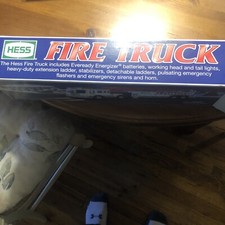 HESS
FIRE TRUCK
The Hess Fire Truck includes Eveready Energizer® batteries, working head and tail lights,
heavy-duty extension ladder, stabilizers, detachable ladders, pulsating emergency
flashers and emergency sirens and horn.